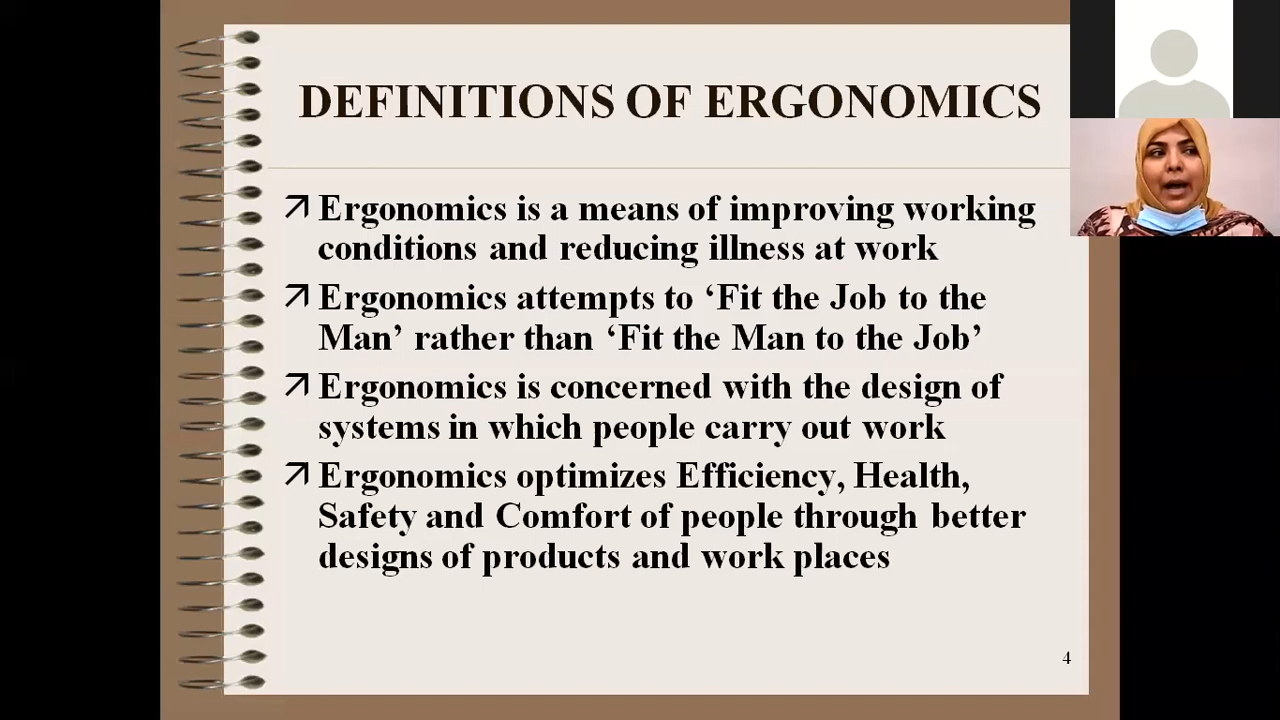 DEFINITIONS OF ERGONOMICS
Ergonomics is a means of improving working
conditions and reducing illness at work
Ergonomics attempts to ‘Fit the Job to the
Man’ rather than ‘Fit the Man to the Job’
Ergonomics is concerned with the design of
systems in which people carry out work
Ergonomics optimizes Efficiency, Health,
Safety and Comfort of people through better
designs of products and work places
4